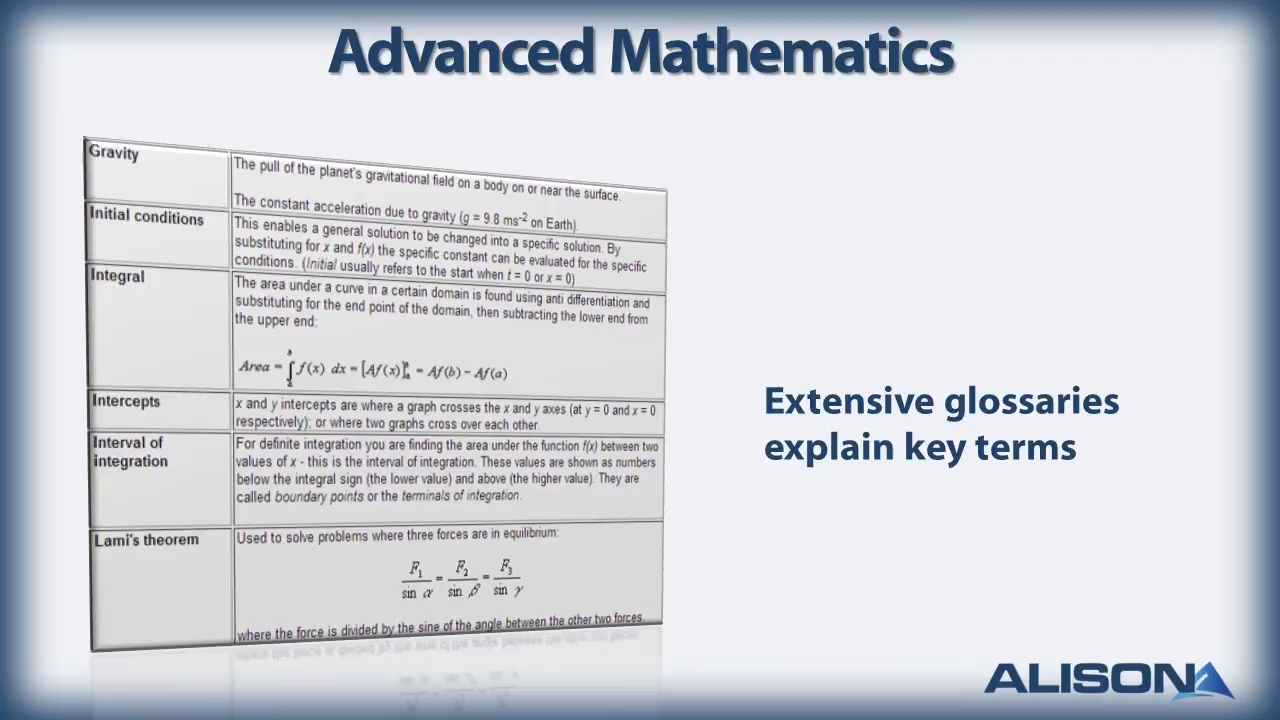 Advanced Mathematics
Gravity
The pull of the planet's gravitational field on a body on or near the surface.
The constant acceleration due to gravity (g = 9.8 ms⁻² on Earth).
Initial conditions
This enables a general solution to be changed into a specific solution. By
substituting for x and f(x) the specific constant can be evaluated for the specific
conditions. (Initial usually refers to the start when t = 0 or x = 0)
Integral
The area under a curve in a certain domain is found using anti differentiation and
substituting for the end point of the domain, then subtracting the lower end from
the upper end:
Area = ∫ₐᵇ f(x) dx = [Af(x)]ₐᵇ = Af(b) − Af(a)
Intercepts
x and y intercepts are where a graph crosses the x and y axes (at y = 0 and x = 0
respectively); or where two graphs cross over each other.
Interval of
integration
For definite integration you are finding the area under the function f(x) between two
values of x - this is the interval of integration. These values are shown as numbers
below the integral sign (the lower value) and above (the higher value). They are
called boundary points or the terminals of integration.
Lami's theorem
Used to solve problems where three forces are in equilibrium:
F₁/sin α = F₂/sin β = F₃/sin γ
where the force is divided by the sine of the angle between the other two forces.
Extensive glossaries
explain key terms
ALISON